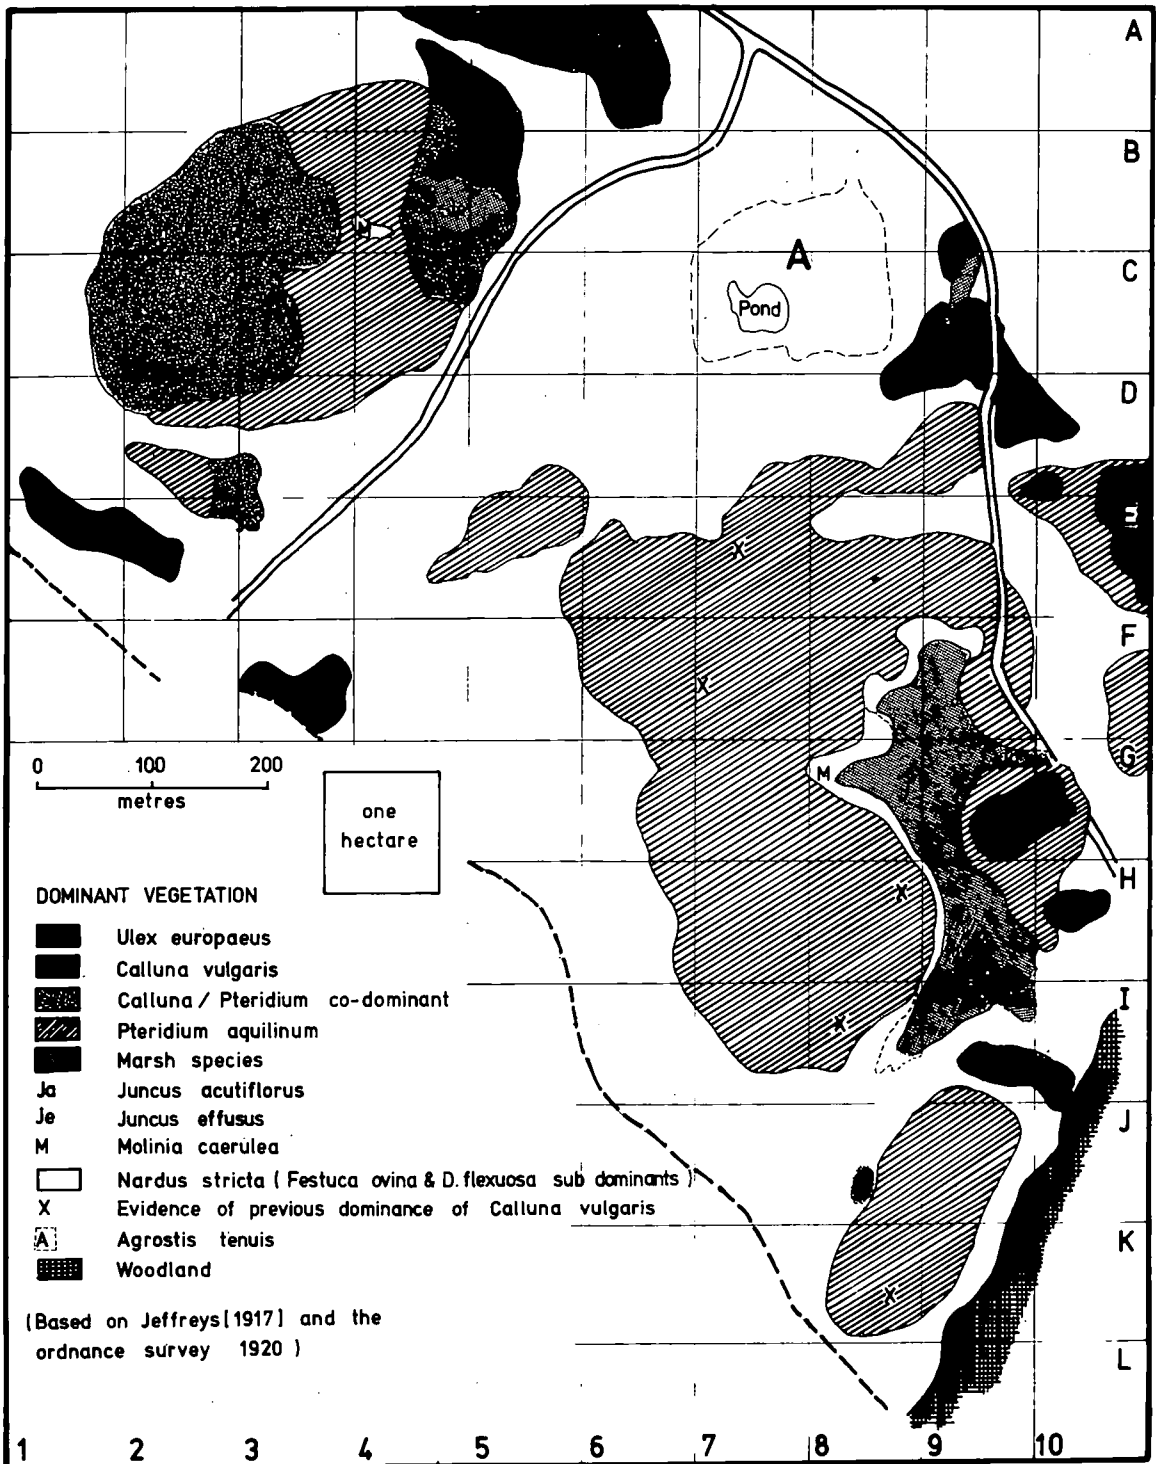 A
B
M
A
C
Pond
D
E
X
F
X
G
M
0 100 200
metres
one
hectare
H
X
DOMINANT VEGETATION
Ulex europaeus
Calluna vulgaris
Calluna / Pteridium co-dominant
I
X
Pteridium aquilinum
Marsh species
Ja Juncus acutiflorus
Je Juncus effusus
J
M Molinia caerulea
Nardus stricta ( Festuca ovina & D. flexuosa sub dominants )
X Evidence of previous dominance of Calluna vulgaris
A Agrostis tenuis
K
Woodland
X
(Based on Jeffreys [1917] and the
ordnance survey 1920 )
L
1 2 3 4 5 6 7 8 9 10